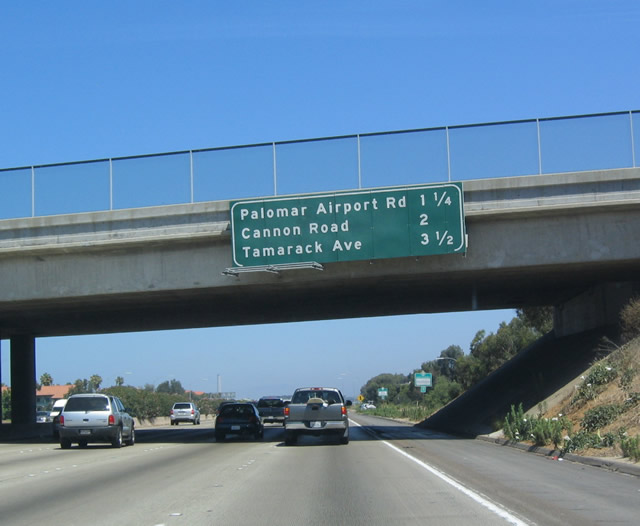 Palomar Airport Rd 1 1/4
Cannon Road 2
Tamarack Ave 3 1/2